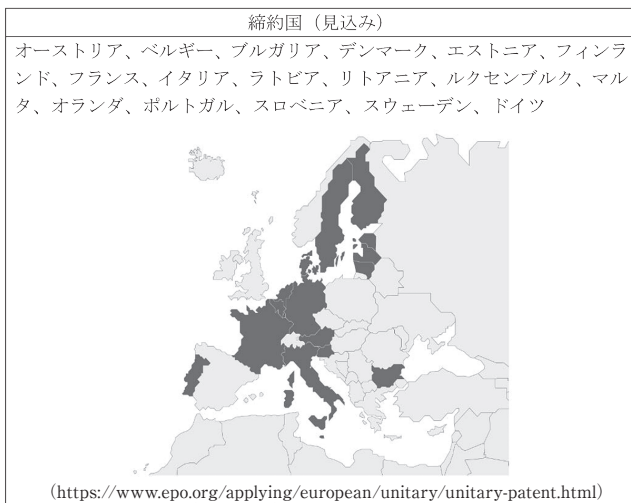 締約国（見込み）
オーストリア、ベルギー、ブルガリア、デンマーク、エストニア、フィンラ
ンド、フランス、イタリア、ラトビア、リトアニア、ルクセンブルク、マル
タ、オランダ、ポルトガル、スロベニア、スウェーデン、ドイツ
(https://www.epo.org/applying/european/unitary/unitary-patent.html)